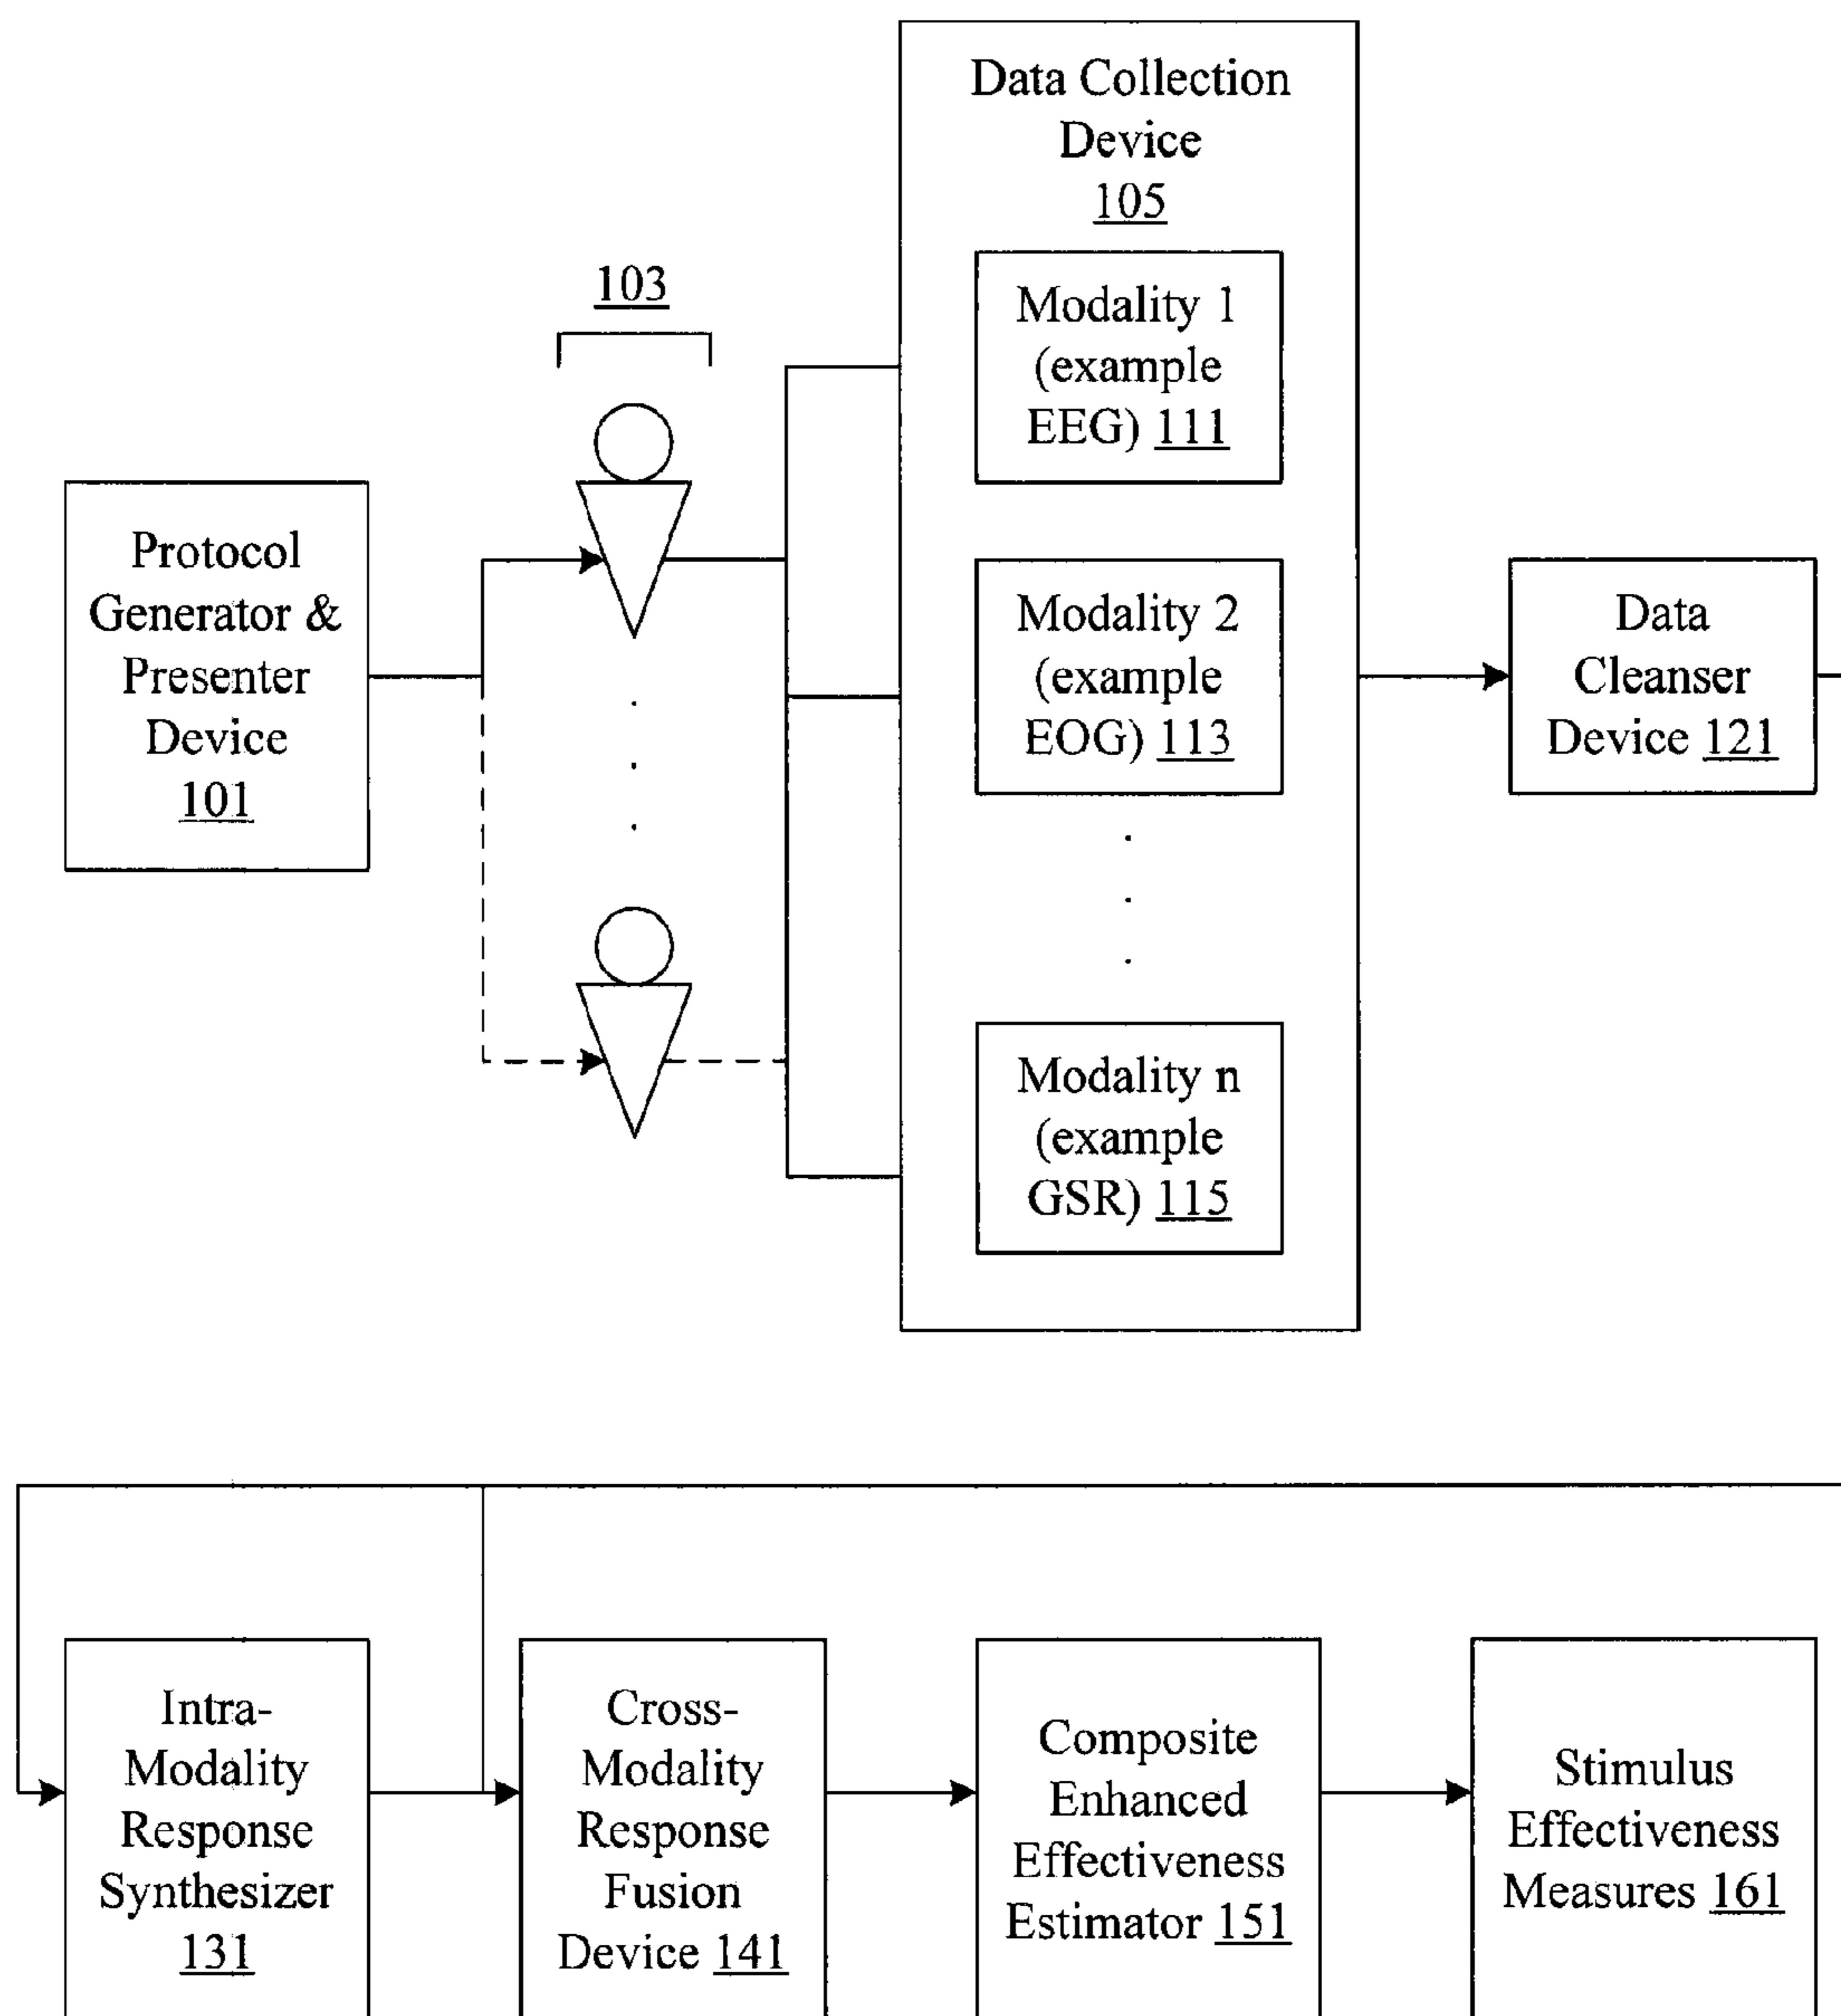 Data Collection
Device
105
103
Modality 1
(example
EEG) 111
Protocol
Generator &
Presenter
Device
101
Modality 2
(example
EOG) 113
Data
Cleanser
Device 121
Modality n
(example
GSR) 115
Intra-
Modality
Response
Synthesizer
131
Cross-
Modality
Response
Fusion
Device 141
Composite
Enhanced
Effectiveness
Estimator 151
Stimulus
Effectiveness
Measures 161